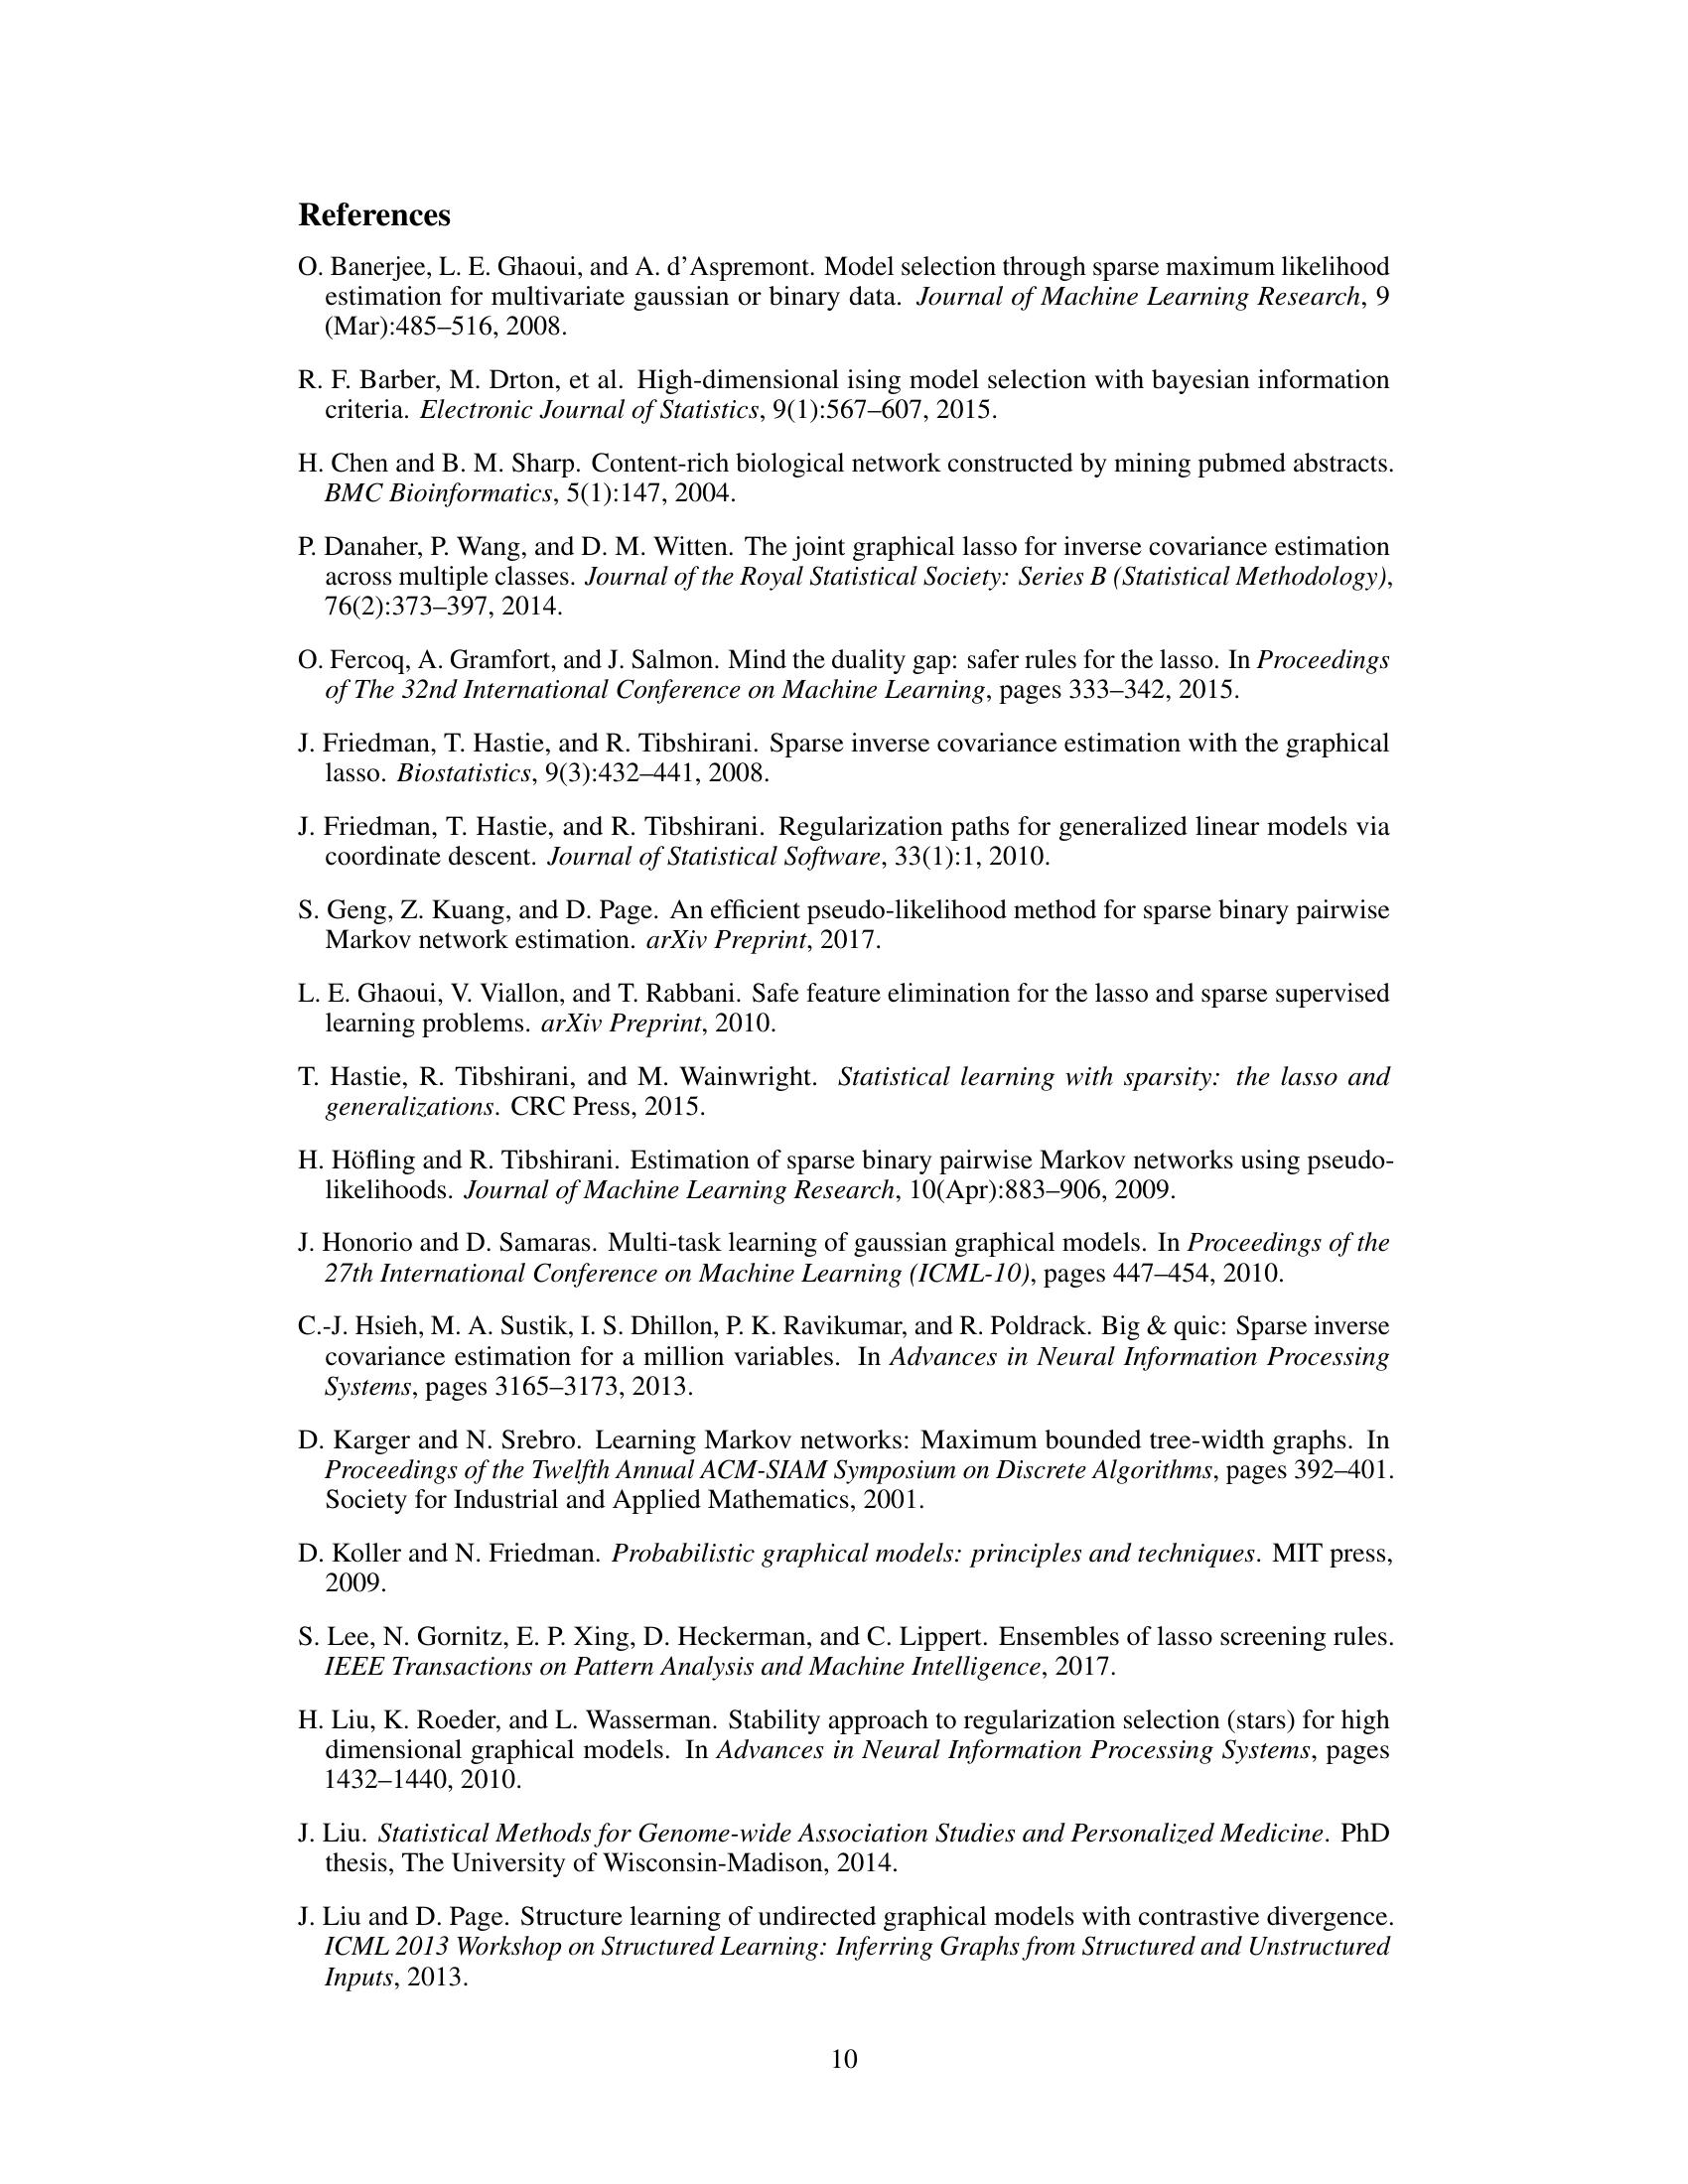 References
O. Banerjee, L. E. Ghaoui, and A. d'Aspremont. Model selection through sparse maximum likelihood
estimation for multivariate gaussian or binary data. Journal of Machine Learning Research, 9
(Mar):485–516, 2008.
R. F. Barber, M. Drton, et al. High-dimensional ising model selection with bayesian information
criteria. Electronic Journal of Statistics, 9(1):567–607, 2015.
H. Chen and B. M. Sharp. Content-rich biological network constructed by mining pubmed abstracts.
BMC Bioinformatics, 5(1):147, 2004.
P. Danaher, P. Wang, and D. M. Witten. The joint graphical lasso for inverse covariance estimation
across multiple classes. Journal of the Royal Statistical Society: Series B (Statistical Methodology),
76(2):373–397, 2014.
O. Fercoq, A. Gramfort, and J. Salmon. Mind the duality gap: safer rules for the lasso. In Proceedings
of The 32nd International Conference on Machine Learning, pages 333–342, 2015.
J. Friedman, T. Hastie, and R. Tibshirani. Sparse inverse covariance estimation with the graphical
lasso. Biostatistics, 9(3):432–441, 2008.
J. Friedman, T. Hastie, and R. Tibshirani. Regularization paths for generalized linear models via
coordinate descent. Journal of Statistical Software, 33(1):1, 2010.
S. Geng, Z. Kuang, and D. Page. An efficient pseudo-likelihood method for sparse binary pairwise
Markov network estimation. arXiv Preprint, 2017.
L. E. Ghaoui, V. Viallon, and T. Rabbani. Safe feature elimination for the lasso and sparse supervised
learning problems. arXiv Preprint, 2010.
T. Hastie, R. Tibshirani, and M. Wainwright. Statistical learning with sparsity: the lasso and
generalizations. CRC Press, 2015.
H. Höfling and R. Tibshirani. Estimation of sparse binary pairwise Markov networks using pseudo-
likelihoods. Journal of Machine Learning Research, 10(Apr):883–906, 2009.
J. Honorio and D. Samaras. Multi-task learning of gaussian graphical models. In Proceedings of the
27th International Conference on Machine Learning (ICML-10), pages 447–454, 2010.
C.-J. Hsieh, M. A. Sustik, I. S. Dhillon, P. K. Ravikumar, and R. Poldrack. Big & quic: Sparse inverse
covariance estimation for a million variables. In Advances in Neural Information Processing
Systems, pages 3165–3173, 2013.
D. Karger and N. Srebro. Learning Markov networks: Maximum bounded tree-width graphs. In
Proceedings of the Twelfth Annual ACM-SIAM Symposium on Discrete Algorithms, pages 392–401.
Society for Industrial and Applied Mathematics, 2001.
D. Koller and N. Friedman. Probabilistic graphical models: principles and techniques. MIT press,
2009.
S. Lee, N. Gornitz, E. P. Xing, D. Heckerman, and C. Lippert. Ensembles of lasso screening rules.
IEEE Transactions on Pattern Analysis and Machine Intelligence, 2017.
H. Liu, K. Roeder, and L. Wasserman. Stability approach to regularization selection (stars) for high
dimensional graphical models. In Advances in Neural Information Processing Systems, pages
1432–1440, 2010.
J. Liu. Statistical Methods for Genome-wide Association Studies and Personalized Medicine. PhD
thesis, The University of Wisconsin-Madison, 2014.
J. Liu and D. Page. Structure learning of undirected graphical models with contrastive divergence.
ICML 2013 Workshop on Structured Learning: Inferring Graphs from Structured and Unstructured
Inputs, 2013.
10